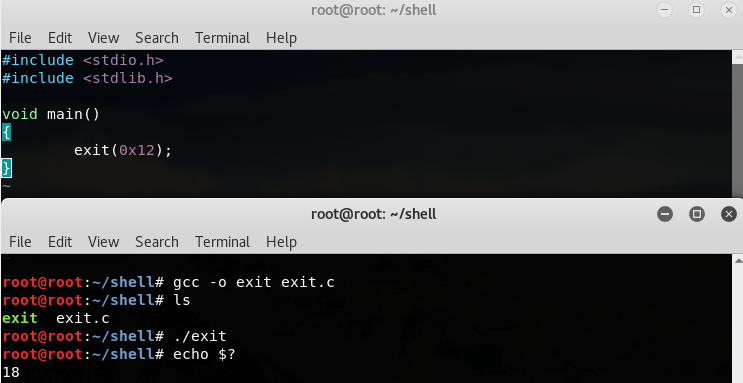 root@root: ~/shell
File Edit View Search Terminal Help
#include <stdio.h>
#include <stdlib.h>
void main()
{
        exit(0x12);
}
~
root@root: ~/shell
File Edit View Search Terminal Help
root@root:~/shell# gcc -o exit exit.c
root@root:~/shell# ls
exit  exit.c
root@root:~/shell# ./exit
root@root:~/shell# echo $?
18